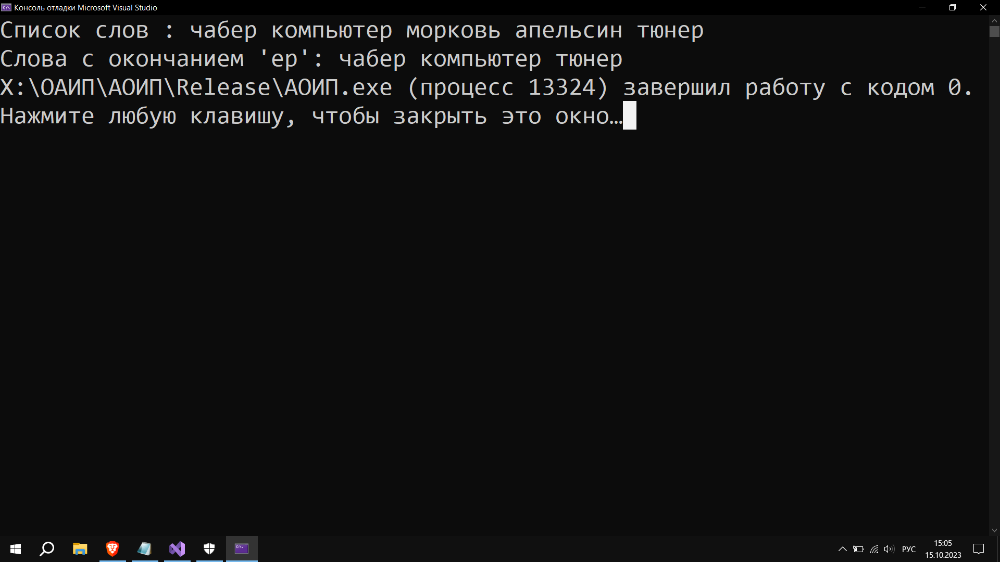 Консоль отладки Microsoft Visual Studio
Список слов : чабер компьютер морковь апельсин тюнер
Слова с окончанием 'ер': чабер компьютер тюнер
X:\ОАИП\АОИП\Release\АОИП.exe (процесс 13324) завершил работу с кодом 0.
Нажмите любую клавишу, чтобы закрыть это окно…
РУС
15:05
15.10.2023